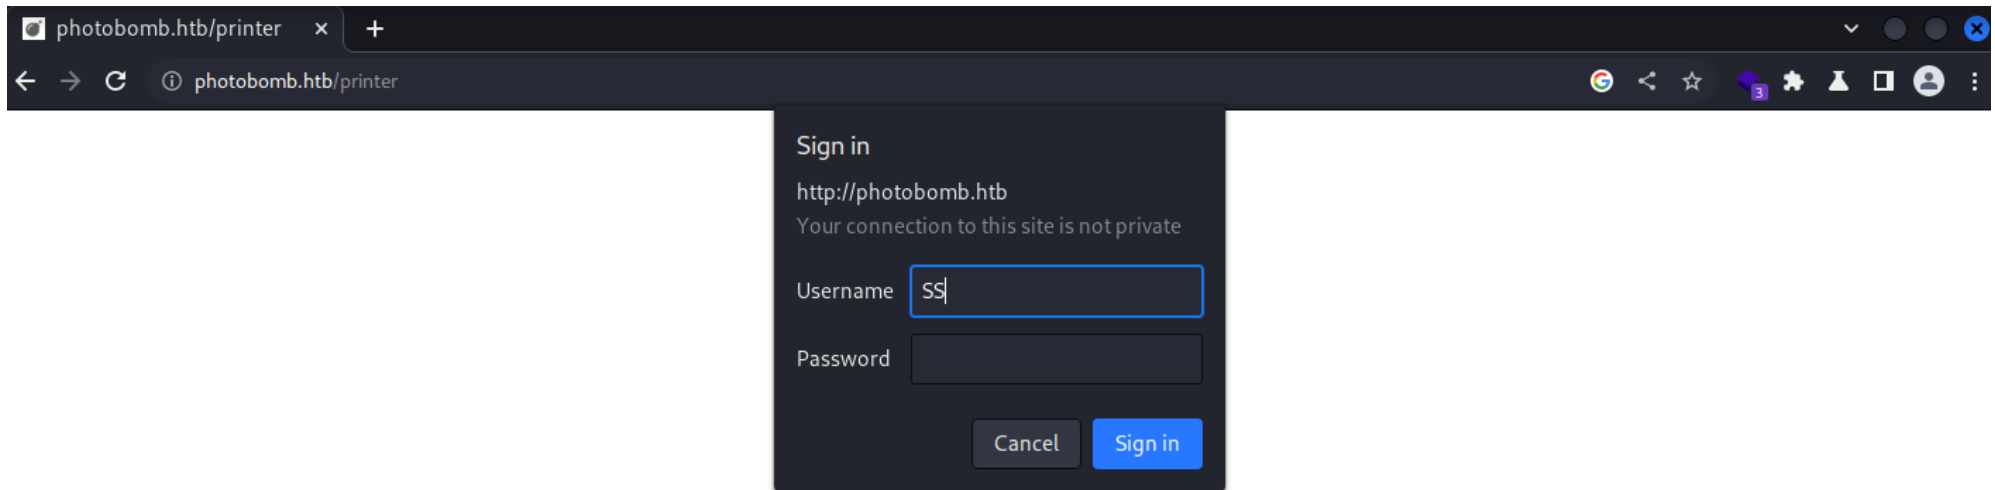 photobomb.htb/printer
photobomb.htb/printer
3
Sign in
http://photobomb.htb
Your connection to this site is not private
Username SS
Password
Cancel Sign in